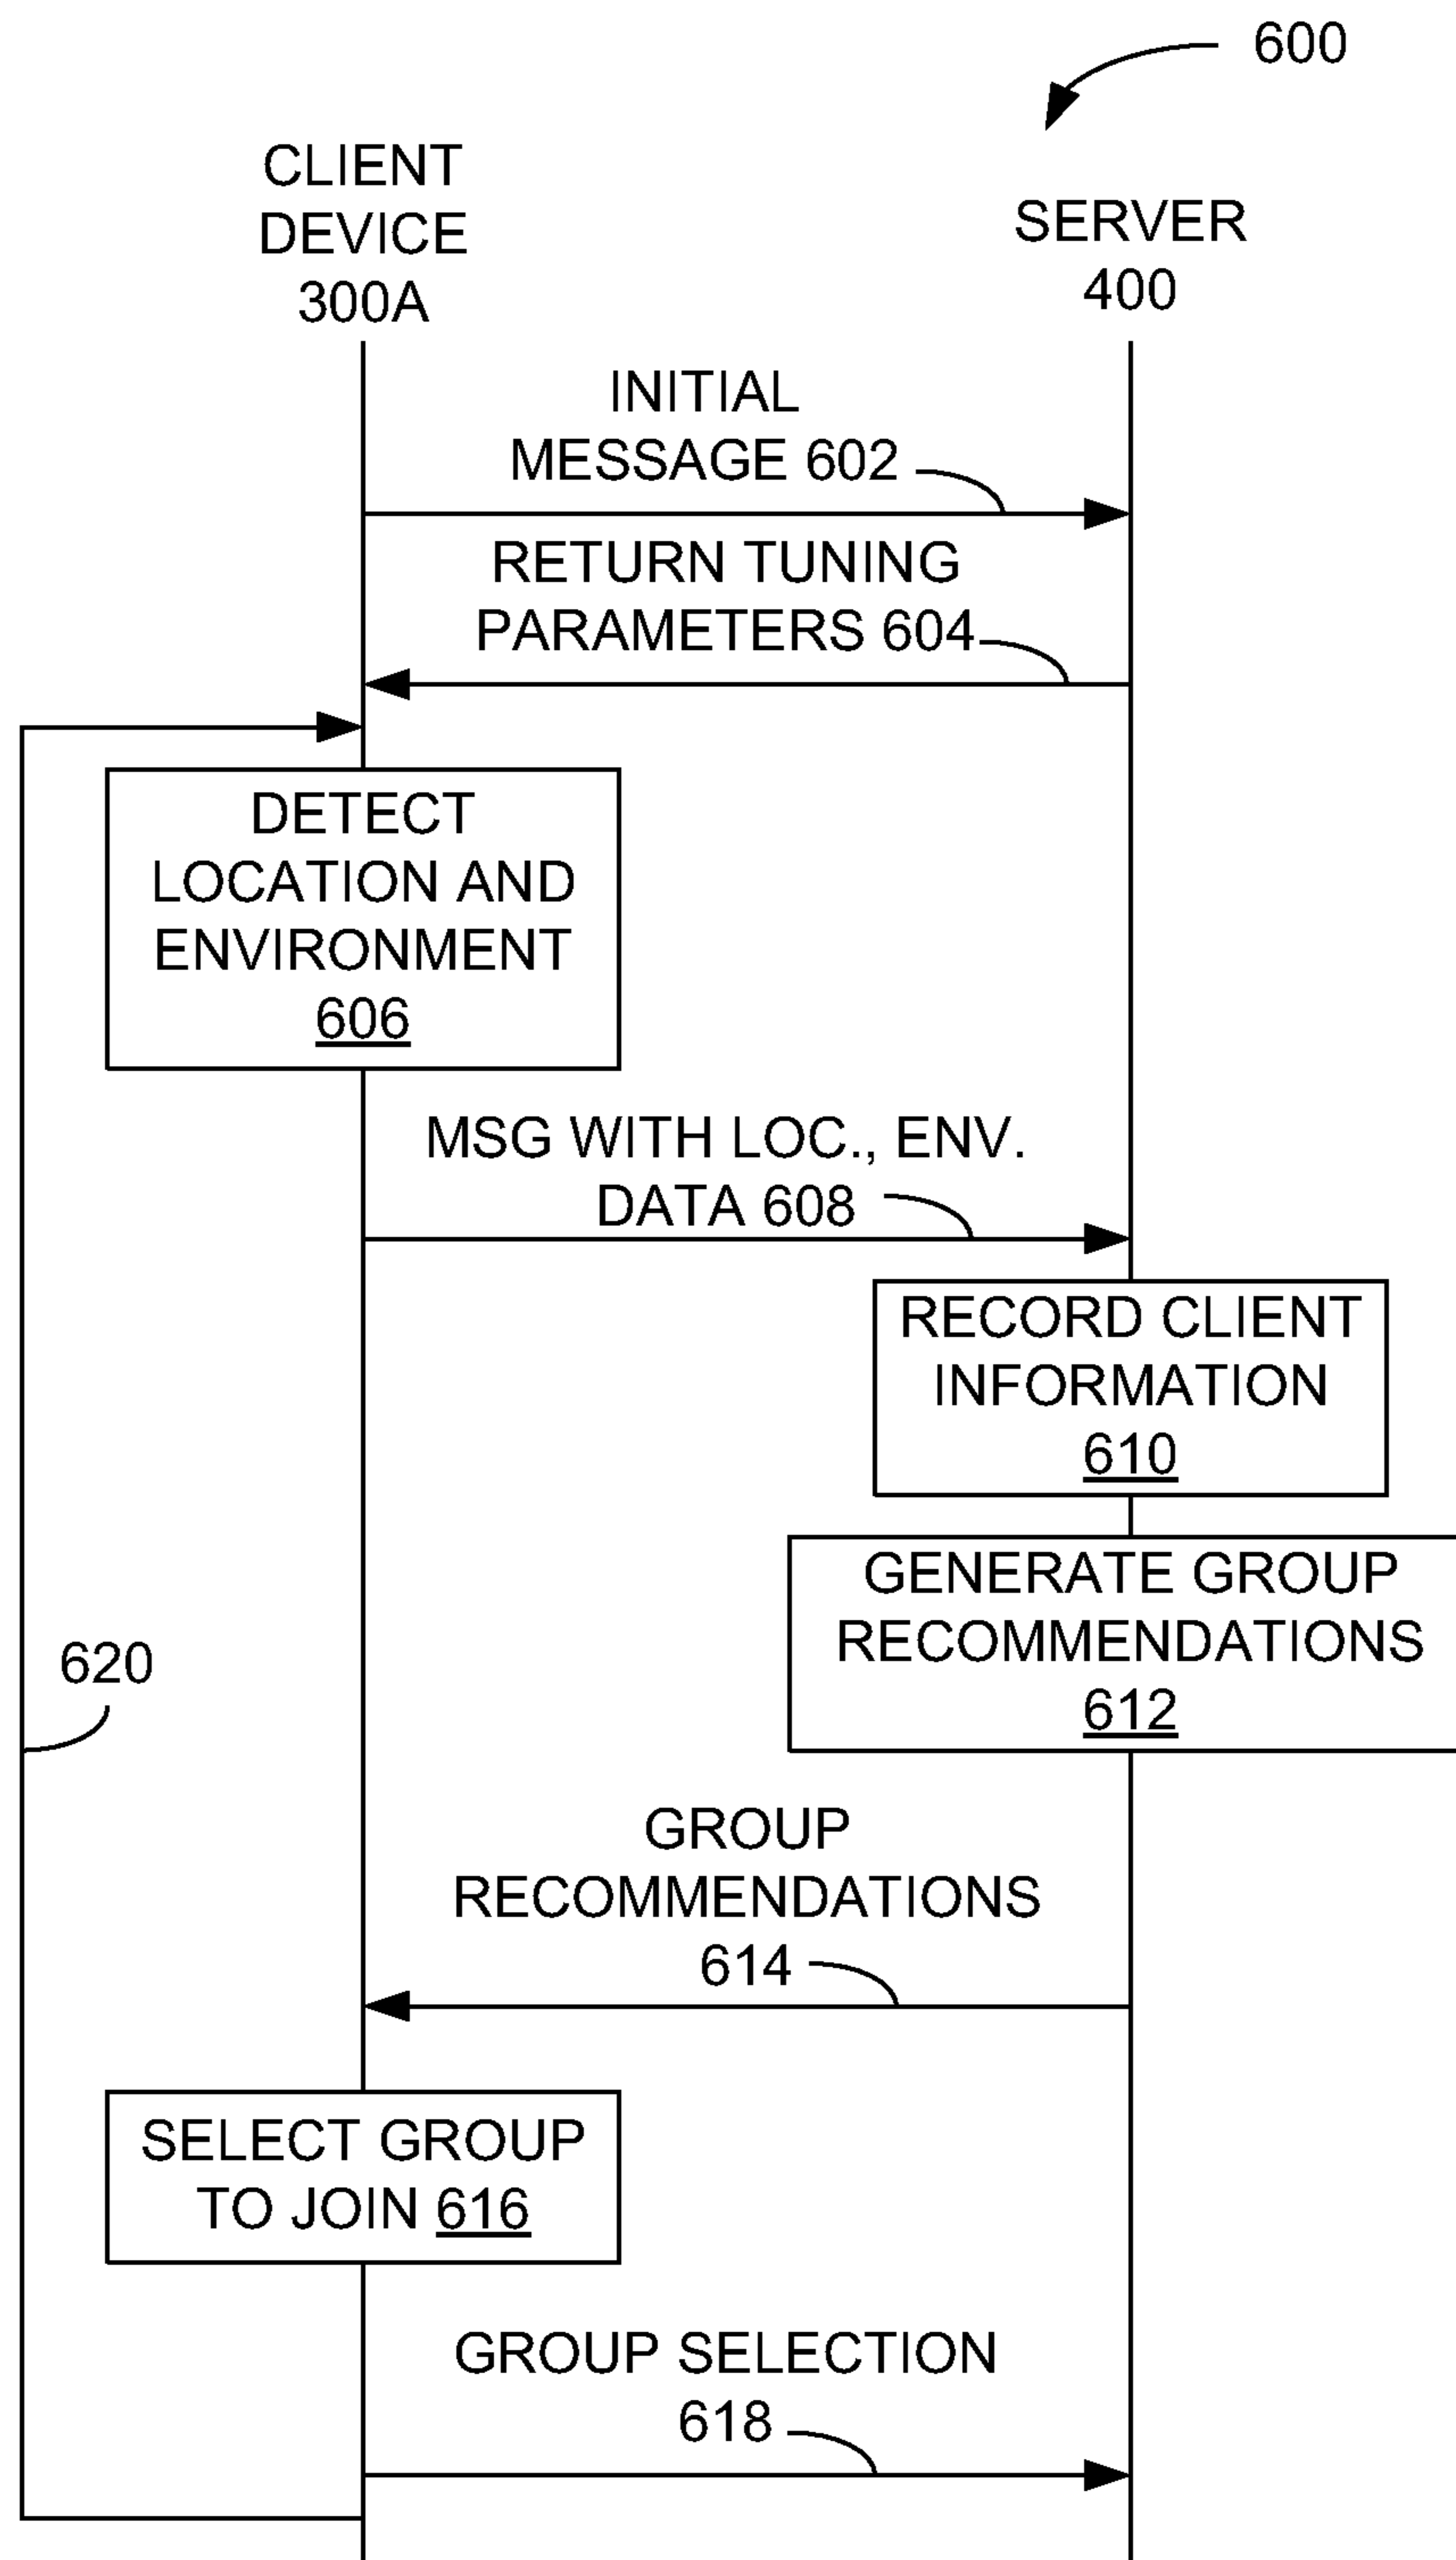 600
CLIENT
DEVICE
300A
SERVER
400
INITIAL
MESSAGE 602
RETURN TUNING
PARAMETERS 604
DETECT
LOCATION AND
ENVIRONMENT
606
MSG WITH LOC., ENV.
DATA 608
RECORD CLIENT
INFORMATION
610
GENERATE GROUP
RECOMMENDATIONS
612
620
GROUP
RECOMMENDATIONS
614
SELECT GROUP
TO JOIN 616
GROUP SELECTION
618